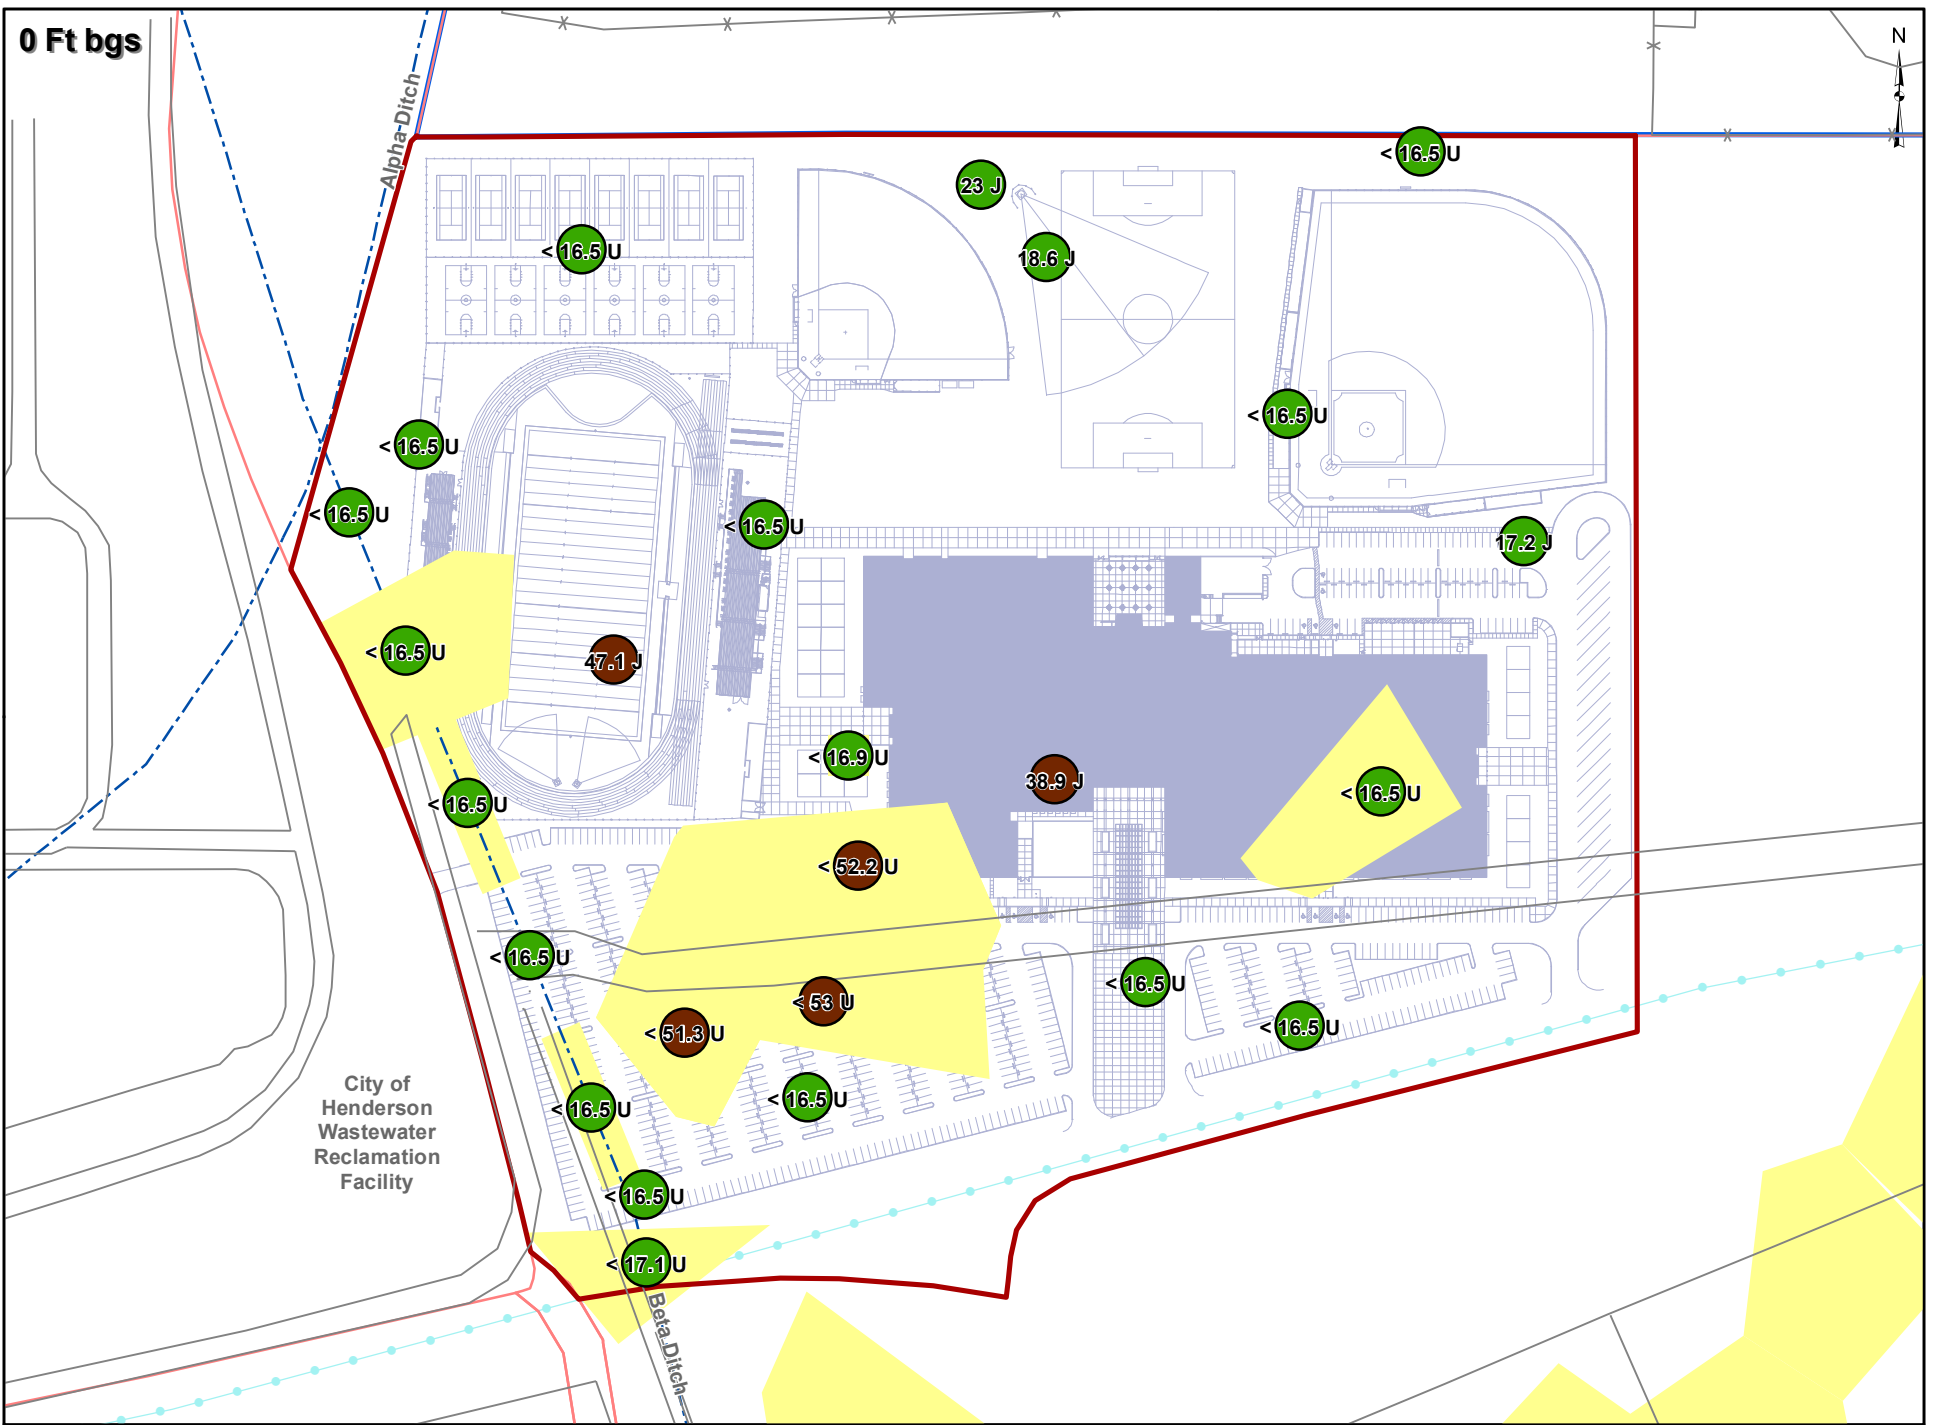 0 Ft bgs
N
Alpha Ditch
< 16.5 U
23 J
18.6 J
< 16.5 U
< 16.5 U
< 16.5 U
< 16.5 U
< 16.5 U
17.2 J
< 16.5 U
47.1 J
< 16.9 U
38.9 J
< 16.5 U
< 16.5 U
< 52.2 U
< 16.5 U
< 53 U
< 51.3 U
< 16.5 U
< 16.5 U
< 16.5 U
< 16.5 U
City of
Henderson
Wastewater
Reclamation
Facility
< 16.5 U
< 17.1 U
Beta Ditch